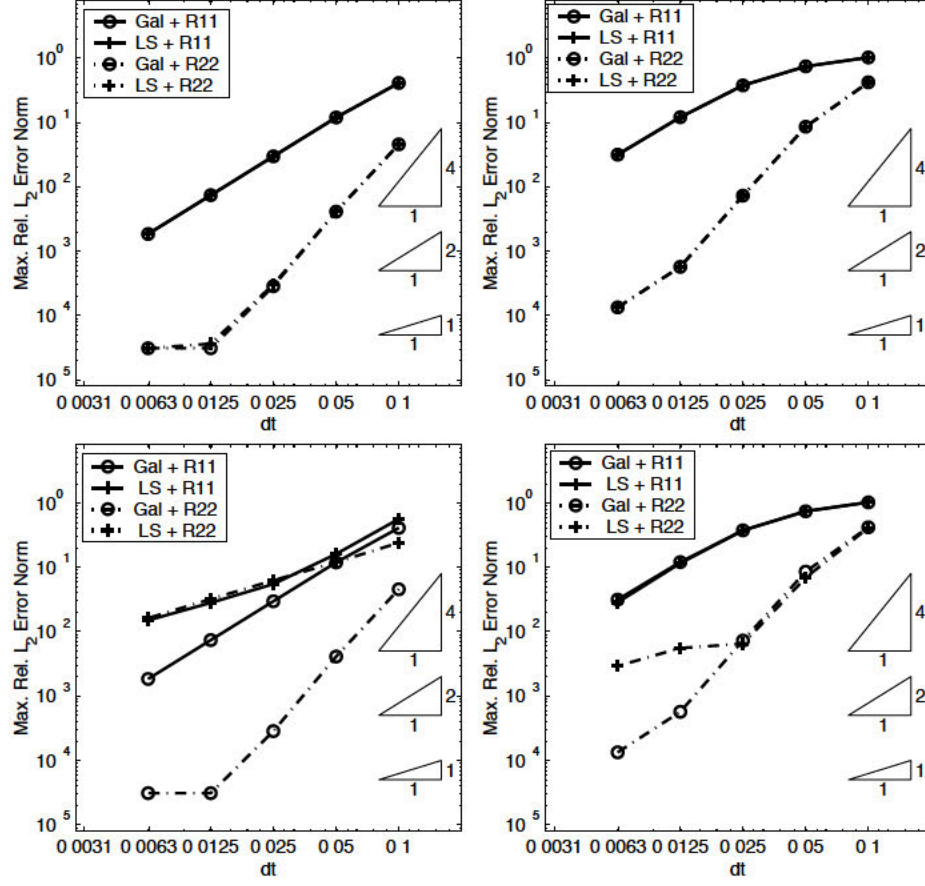 Gal + R11
LS + R11
Gal + R22
LS + R22
Max. Rel. L2 Error Norm
10 0
10 1
10 2
10 3
10 4
10 5
4
1
2
1
1
1
0 0031 0 0063 0 0125 0 025 0 05 0 1
dt
Gal + R11
LS + R11
Gal + R22
LS + R22
Max. Rel. L2 Error Norm
10 0
10 1
10 2
10 3
10 4
10 5
4
1
2
1
1
1
0 0031 0 0063 0 0125 0 025 0 05 0 1
dt
Gal + R11
LS + R11
Gal + R22
LS + R22
Max. Rel. L2 Error Norm
10 0
10 1
10 2
10 3
10 4
10 5
4
1
2
1
1
1
0 0031 0 0063 0 0125 0 025 0 05 0 1
dt
Gal + R11
LS + R11
Gal + R22
LS + R22
Max. Rel. L2 Error Norm
10 0
10 1
10 2
10 3
10 4
10 5
4
1
2
1
1
1
0 0031 0 0063 0 0125 0 025 0 05 0 1
dt